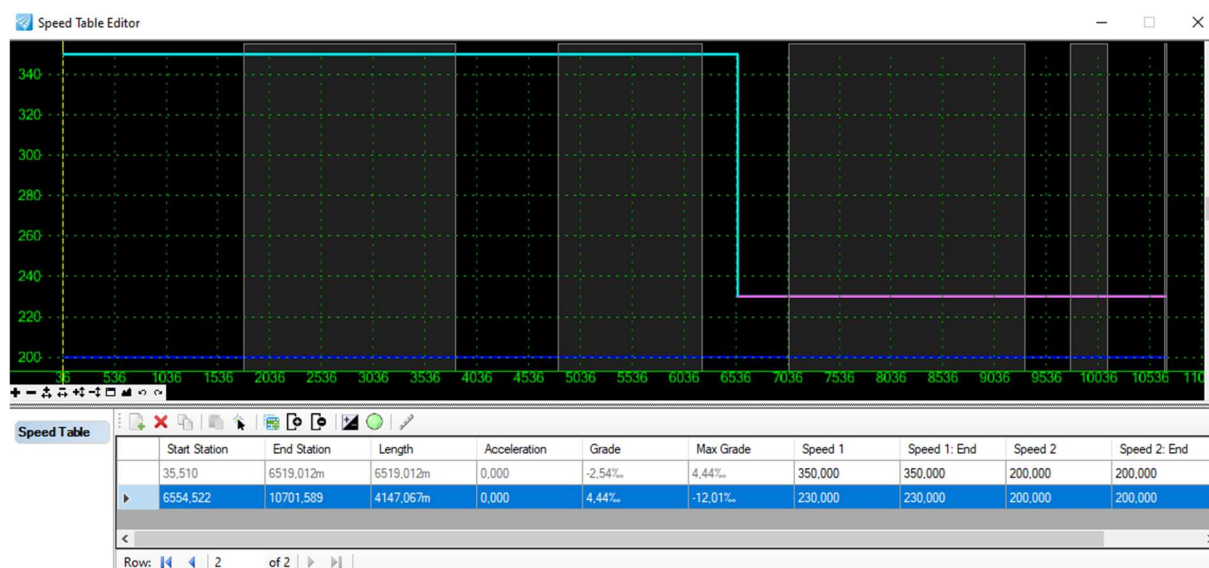 Speed Table Editor
340
320
300
280
260
240
220
200
36 536 1036 1536 2036 2536 3036 3536 4036 4536 5036 5536 6036 6536 7036 7536 8036 8536 9036 9536 10036 10536 110
Speed Table
Start Station End Station Length Acceleration Grade Max Grade Speed 1 Speed 1: End Speed 2 Speed 2: End
35,510 6519,012m 6519,012m 0,000 -2,54‰ 4,44‰ 350,000 350,000 200,000 200,000
6554,522 10701,589 4147,067m 0,000 4,44‰ -12,01‰ 230,000 230,000 200,000 200,000
Row: 2 of 2